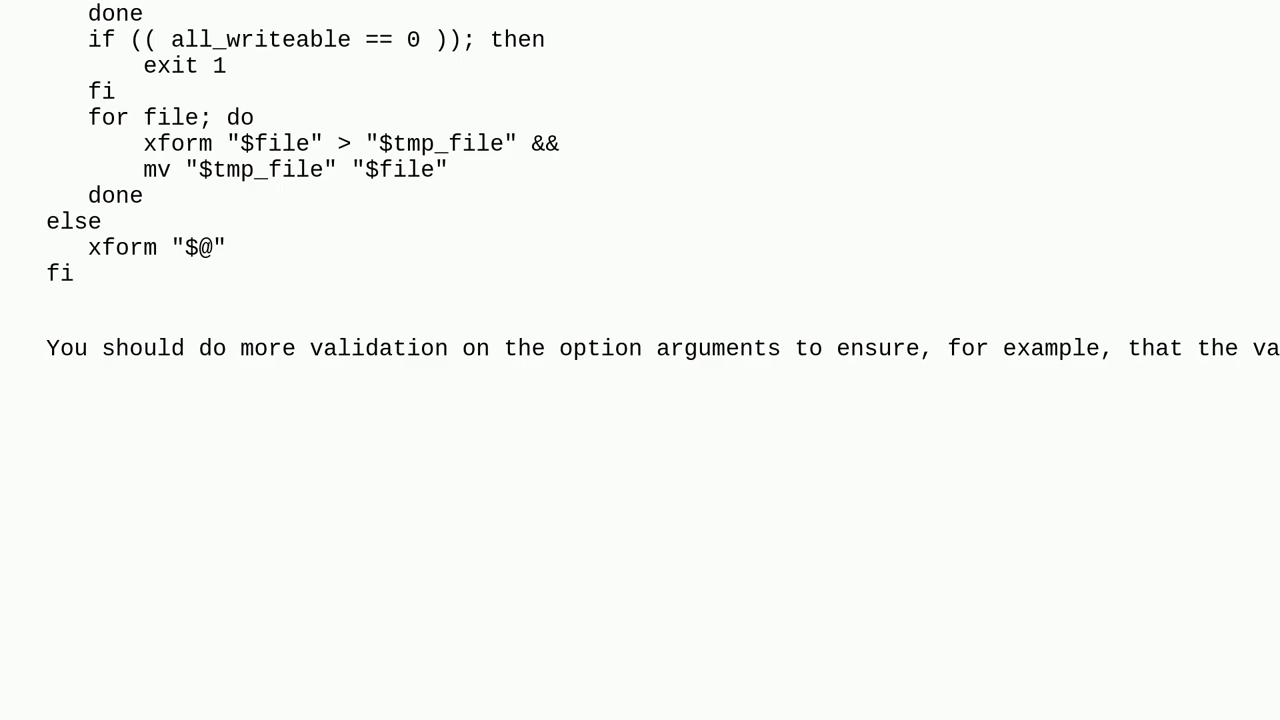 done
if (( all_writeable == 0 )); then
exit 1
fi
for file; do
xform "$file" > "$tmp_file" &&
mv "$tmp_file" "$file"
done
else
xform "$@"
fi
You should do more validation on the option arguments to ensure, for example, that the va